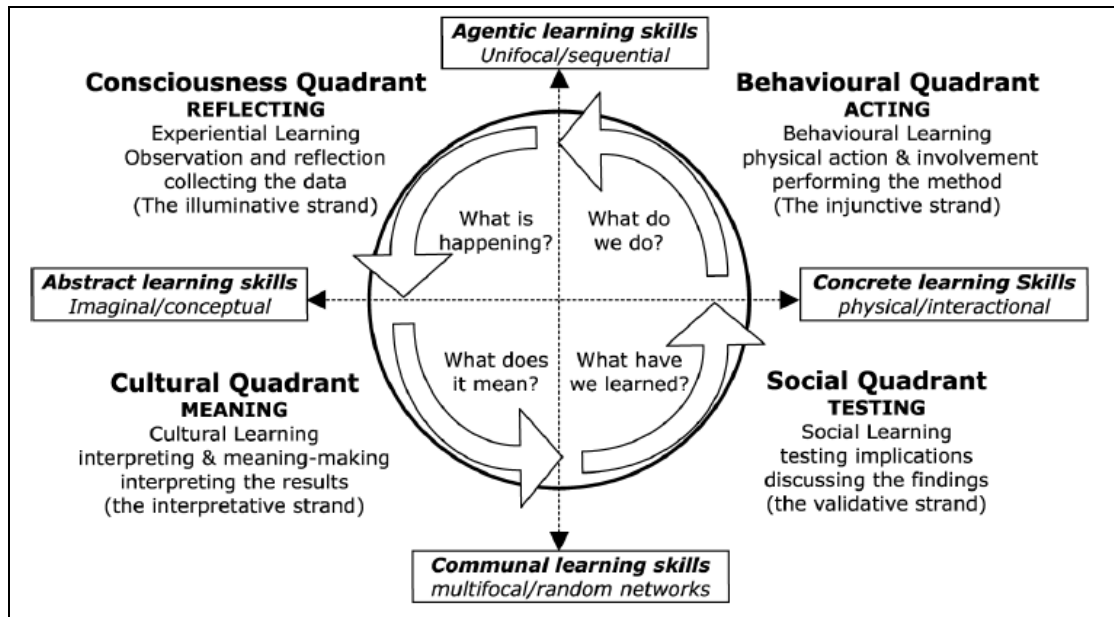 Agentic learning skills
Unifocal/sequential
Consciousness Quadrant
REFLECTING
Experiential Learning
Observation and reflection
collecting the data
(The illuminative strand)
Behavioural Quadrant
ACTING
Behavioural Learning
physical action & involvement
performing the method
(The injunctive strand)
What is
happening?
What do
we do?
Abstract learning skills
Imaginal/conceptual
Concrete learning Skills
physical/interactional
What does
it mean?
What have
we learned?
Cultural Quadrant
MEANING
Cultural Learning
interpreting & meaning-making
interpreting the results
(the interpretative strand)
Social Quadrant
TESTING
Social Learning
testing implications
discussing the findings
(the validative strand)
Communal learning skills
multifocal/random networks